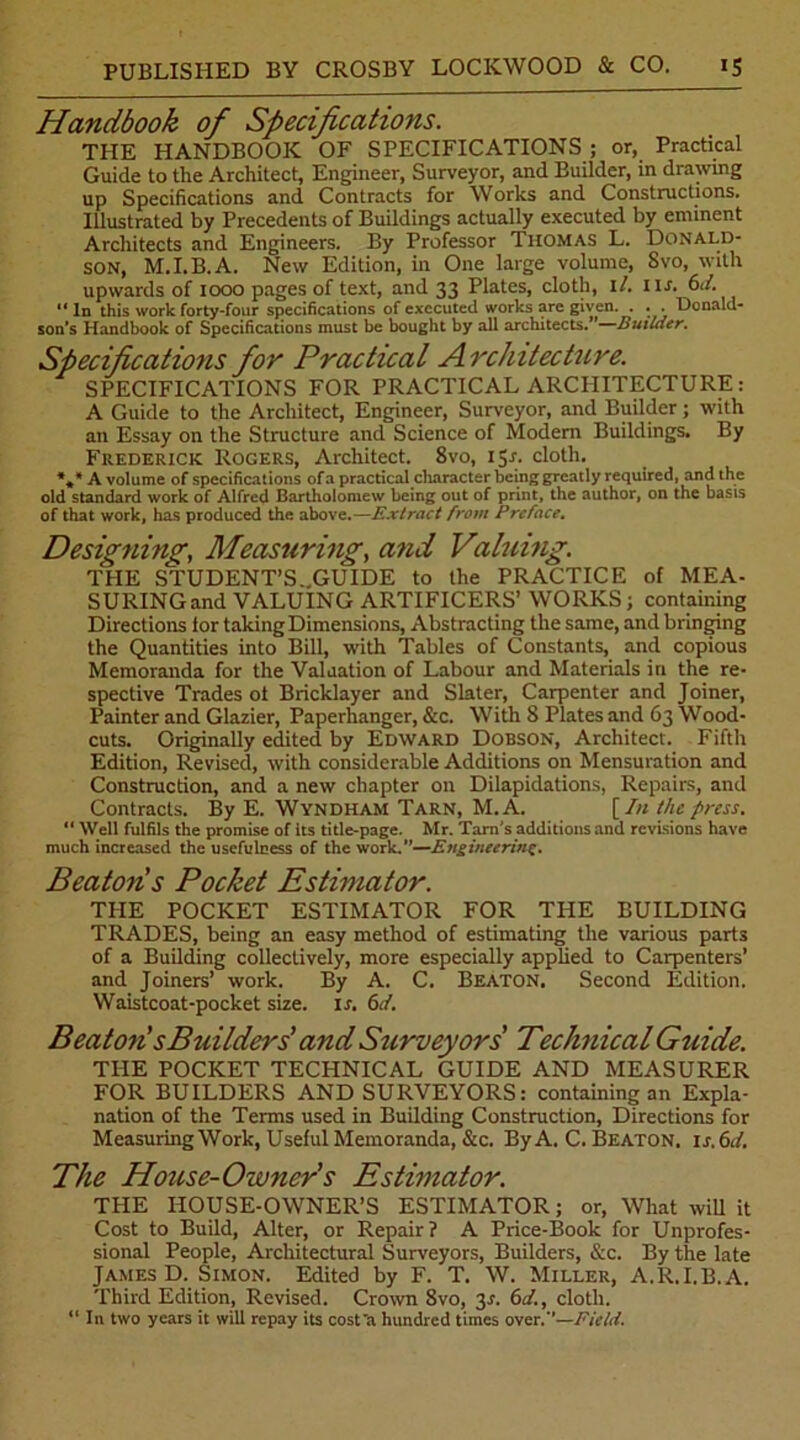 PUBLISHED BY CROSBY LOCKWOOD & CO. 15
Handbook of Specifications.
THE HANDBOOK OF SPECIFICATIONS ; or, Practical
Guide to the Architect, Engineer, Surveyor, and Builder, in drawing
up Specifications and Contracts for Works and Constructions.
Illustrated by Precedents of Buildings actually executed by eminent
Architects and Engineers. By Professor THOMAS L. DONALD-
SON, M.I.B.A. New Edition, in One large volume, 8vo, with
upwards of 1000 pages of text, and 33 Plates, cloth, 1l. 11s. 6d.
"In this work forty-four specifications of executed works are given. . . . Donald-
son's Handbook of Specifications must be bought by all architects."—Builder.
Specifications for Practical Architecture.
SPECIFICATIONS FOR PRACTICAL ARCHITECTURE:
A Guide to the Architect, Engineer, Surveyor, and Builder; with
an Essay on the Structure and Science of Modern Buildings. By
FREDERICK ROGERS, Architect. 8vo, 15s. cloth.
*** A volume of specifications of a practical character being greatly required, and the
old standard work of Alfred Bartholomew being out of print, the author, on the basis
of that work, has produced the above.—Extract from Preface.
Designing, Measuring, and Valuing.
THE STUDENT'S GUIDE to the PRACTICE of MEA-
SURING and VALUING ARTIFICERS' WORKS; containing
Directions for taking Dimensions, Abstracting the same, and bringing
the Quantities into Bill, with Tables of Constants, and copious
Memoranda for the Valuation of Labour and Materials in the re-
spective Trades of Bricklayer and Slater, Carpenter and Joiner,
Painter and Glazier, Paperhanger, &c. With 8 Plates and 63 Wood-
cuts. Originally edited by EDWARD DOBSON, Architect. Fifth
Edition, Revised, with considerable Additions on Mensuration and
Construction, and a new chapter on Dilapidations, Repairs, and
Contracts. By E. WYNDHAM TARN, M.A. [In the press.
"Well fulfils the promise of its title-page. Mr. Tarn's additions and revisions have
much increased the usefulness of the work."—Engineering.
Beaton's Pocket Estimator.
THE POCKET ESTIMATOR FOR THE BUILDING
TRADES, being an easy method of estimating the various parts
of a Building collectively, more especially applied to Carpenters'
and Joiners' work. By A. C. BEATON. Second Edition.
Waistcoat-pocket size. 1s. 6d.
Beaton's Builders' and Surveyors' Technical Guide.
THE POCKET TECHNICAL GUIDE AND MEASURER
FOR BUILDERS AND SURVEYORS: containing an Expla-
nation of the Terms used in Building Construction, Directions for
Measuring Work, Useful Memoranda, &c. By A. C. BEATON. 1s. 6d.
The House-Owner's Estimator.
THE HOUSE-OWNER'S ESTIMATOR; or, What will it
Cost to Build, Alter, or Repair? A Price-Book for Unprofes-
sional People, Architectural Surveyors, Builders, &c. By the late
JAMES D. SIMON. Edited by F. T. W. MILLER, A.R.I.B.A.
Third Edition, Revised. Crown 8vo, 3s. 6d., cloth.
"In two years it will repay its cost a hundred times over."—Field.